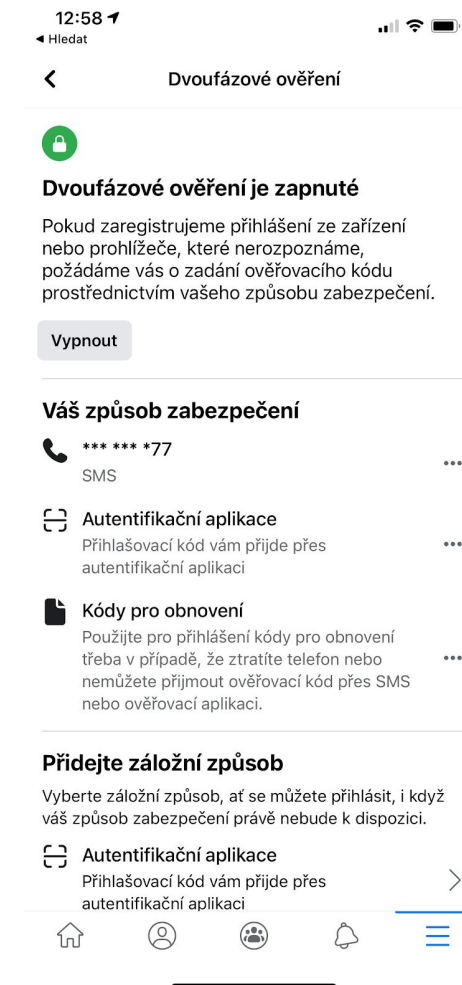 12:58
◀ Hledat
Dvoufázové ověření
Dvoufázové ověření je zapnuté
Pokud zaregistrujeme přihlášení ze zařízení
nebo prohlížeče, které nerozpoznáme,
požádáme vás o zadání ověřovacího kódu
prostřednictvím vašeho způsobu zabezpečení.
Vypnout
Váš způsob zabezpečení
*** *** *77
SMS
Autentifikační aplikace
Přihlašovací kód vám přijde přes
autentifikační aplikaci
Kódy pro obnovení
Použijte pro přihlášení kódy pro obnovení
třeba v případě, že ztratíte telefon nebo
nemůžete přijmout ověřovací kód přes SMS
nebo ověřovací aplikaci.
Přidejte záložní způsob
Vyberte záložní způsob, ať se můžete přihlásit, i když
váš způsob zabezpečení právě nebude k dispozici.
Autentifikační aplikace
Přihlašovací kód vám přijde přes
autentifikační aplikaci